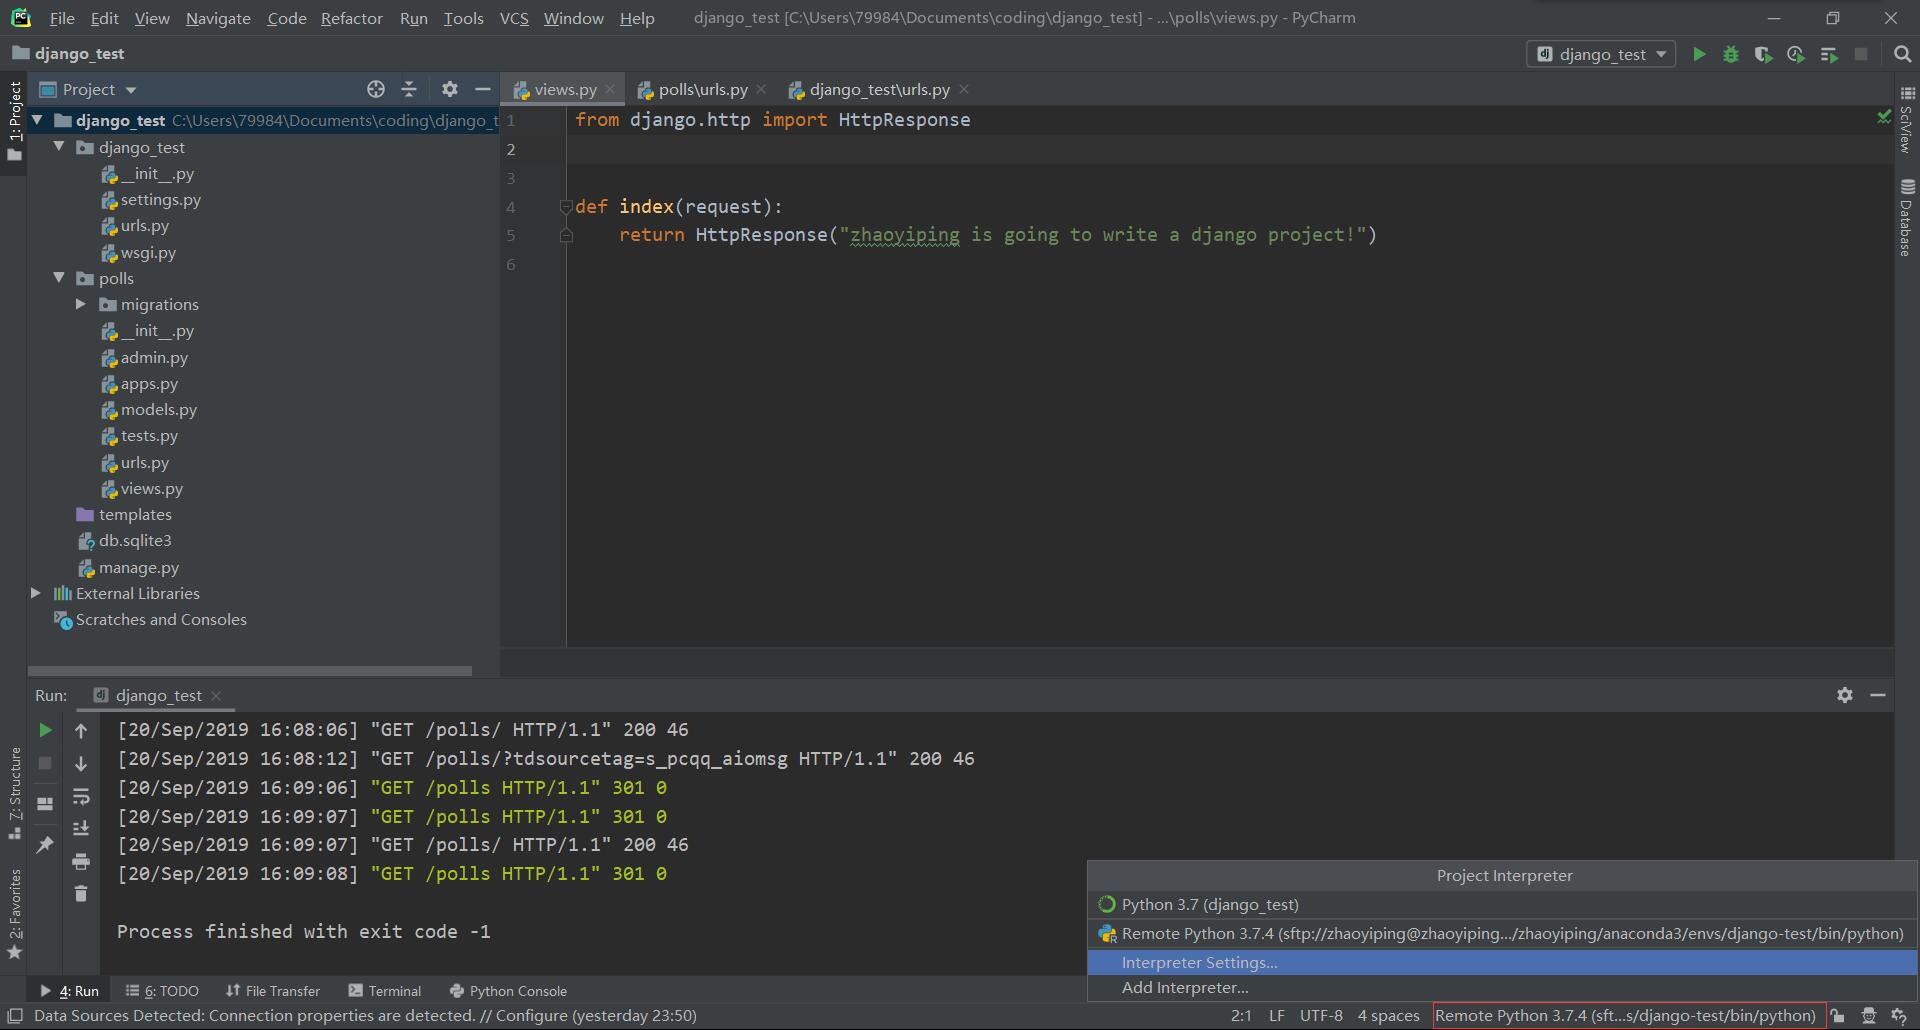 File Edit View Navigate Code Refactor Run Tools VCS Window Help django_test [C:\Users\79984\Documents\coding\django_test] - ...\polls\views.py - PyCharm
django_test
django_test
1: Project
Project
views.py
polls\urls.py
django_test\urls.py
SciView
Database
django_test C:\Users\79984\Documents\coding\django_t
django_test
__init__.py
settings.py
urls.py
wsgi.py
polls
migrations
__init__.py
admin.py
apps.py
models.py
tests.py
urls.py
views.py
templates
db.sqlite3
manage.py
External Libraries
Scratches and Consoles
1 from django.http import HttpResponse
2
3
4 def index(request):
5 return HttpResponse("zhaoyiping is going to write a django project!")
6
Run: django_test
7: Structure
2: Favorites
[20/Sep/2019 16:08:06] "GET /polls/ HTTP/1.1" 200 46
[20/Sep/2019 16:08:12] "GET /polls/?tdsourcetag=s_pcqq_aiomsg HTTP/1.1" 200 46
[20/Sep/2019 16:09:06] "GET /polls HTTP/1.1" 301 0
[20/Sep/2019 16:09:07] "GET /polls HTTP/1.1" 301 0
[20/Sep/2019 16:09:07] "GET /polls/ HTTP/1.1" 200 46
[20/Sep/2019 16:09:08] "GET /polls HTTP/1.1" 301 0
Process finished with exit code -1
Project Interpreter
Python 3.7 (django_test)
Remote Python 3.7.4 (sftp://zhaoyiping@zhaoyiping.../zhaoyiping/anaconda3/envs/django-test/bin/python)
Interpreter Settings...
Add Interpreter...
4: Run 6: TODO File Transfer Terminal Python Console
Data Sources Detected: Connection properties are detected. // Configure (yesterday 23:50) 2:1 LF UTF-8 4 spaces Remote Python 3.7.4 (sft...s/django-test/bin/python)